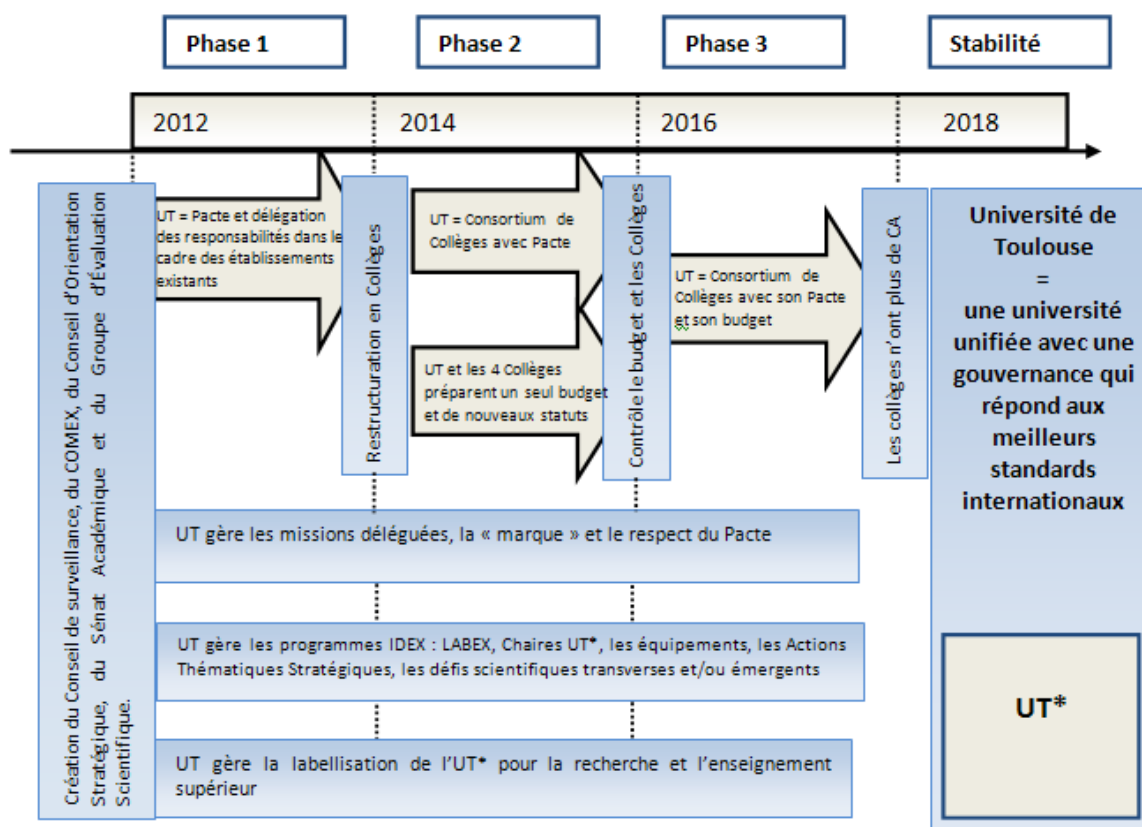 Phase 1
Phase 2
Phase 3
Stabilité
2012
2014
2016
2018
Création du Conseil de surveillance, du COMEX, du Conseil d'Orientation
Stratégique, du Sénat Académique et du Groupe d'Évaluation
Scientifique.
UT = Pacte et délégation
des responsabilités dans le
cadre des établissements
existants
Restructuration en Collèges
UT = Consortium de
Collèges avec Pacte
UT et les 4 Collèges
préparent un seul budget
et de nouveaux statuts
Contrôle le budget et les Collèges
UT = Consortium de
Collèges avec son Pacte
et son budget
Les collèges n'ont plus de CA
Université de
Toulouse
=
une université
unifiée avec une
gouvernance qui
répond aux
meilleurs
standards
internationaux
UT gère les missions déléguées, la « marque » et le respect du Pacte
UT gère les programmes IDEX : LABEX, Chaires UT*, les équipements, les Actions
Thématiques Stratégiques, les défis scientifiques transverses et/ou émergents
UT gère la labellisation de l'UT* pour la recherche et l'enseignement
supérieur
UT*